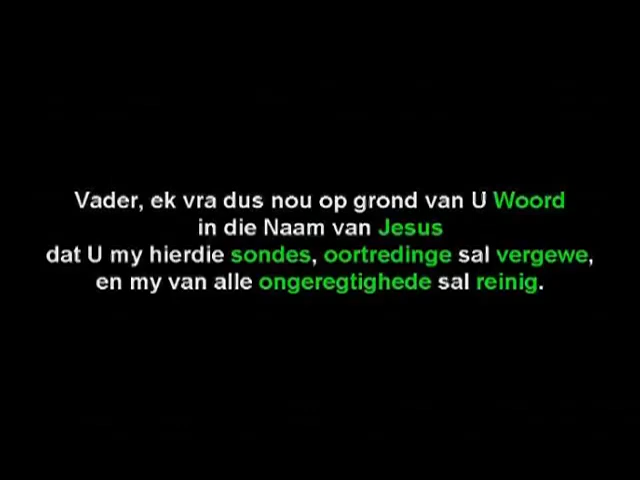 Vader, ek vra dus nou op grond van U Woord
in die Naam van Jesus
dat U my hierdie sondes, oortredinge sal vergewe,
en my van alle ongeregtighede sal reinig.